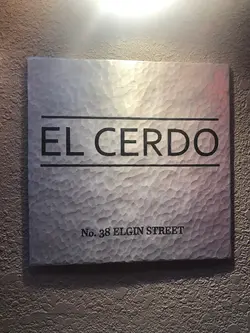 EL CERDO
No. 38 ELGIN STREET